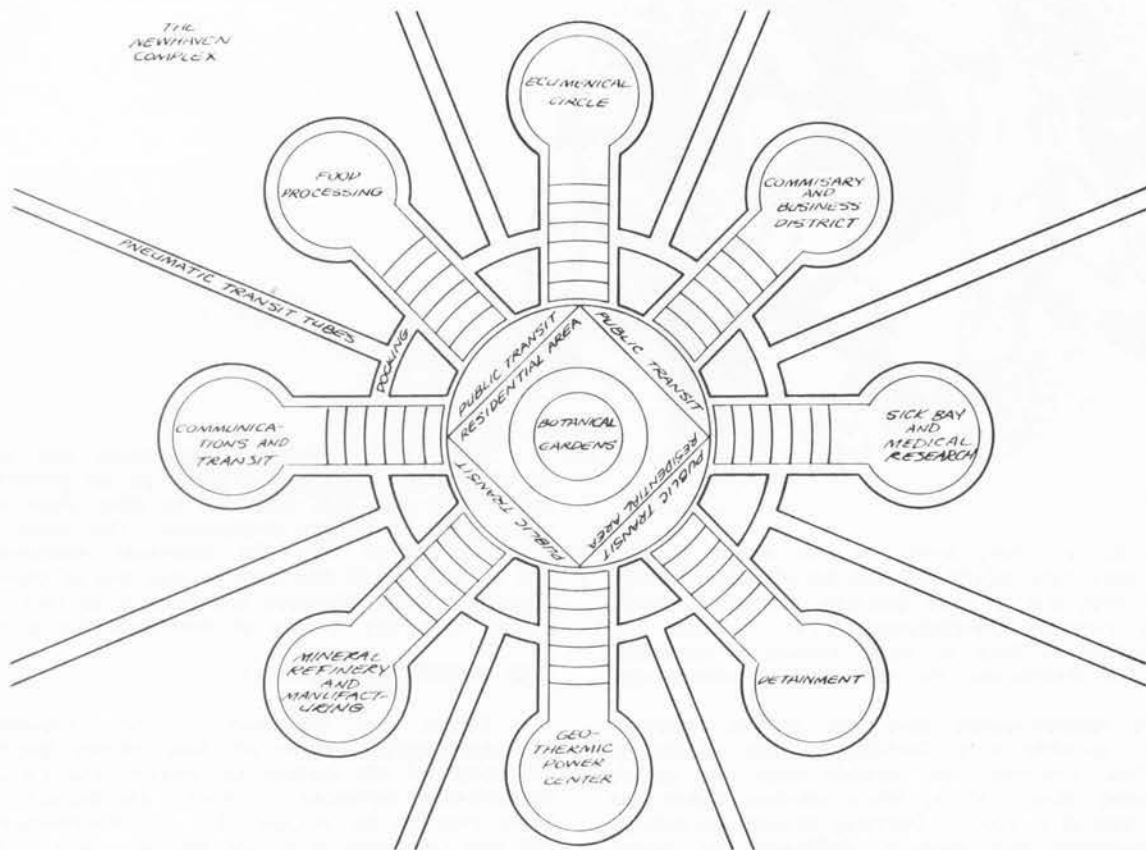 THE
NEWHAVEN
COMPLEX
ECUMENICAL
CIRCLE
FOOD
PROCESSING
COMMISARY
AND
BUSINESS
DISTRICT
PNEUMATIC TRANSIT TUBES
DOCKING
PUBLIC TRANSIT
RESIDENTIAL AREA
PUBLIC TRANSIT
COMMUNICA-
TIONS AND
TRANSIT
BOTANICAL
GARDENS
SICK BAY
AND
MEDICAL
RESEARCH
PUBLIC TRANSIT
RESIDENTIAL AREA
PUBLIC TRANSIT
MINERAL
REFINERY
AND
MANUFACT-
URING
DETAINMENT
GEO-
THERMIC
POWER
CENTER